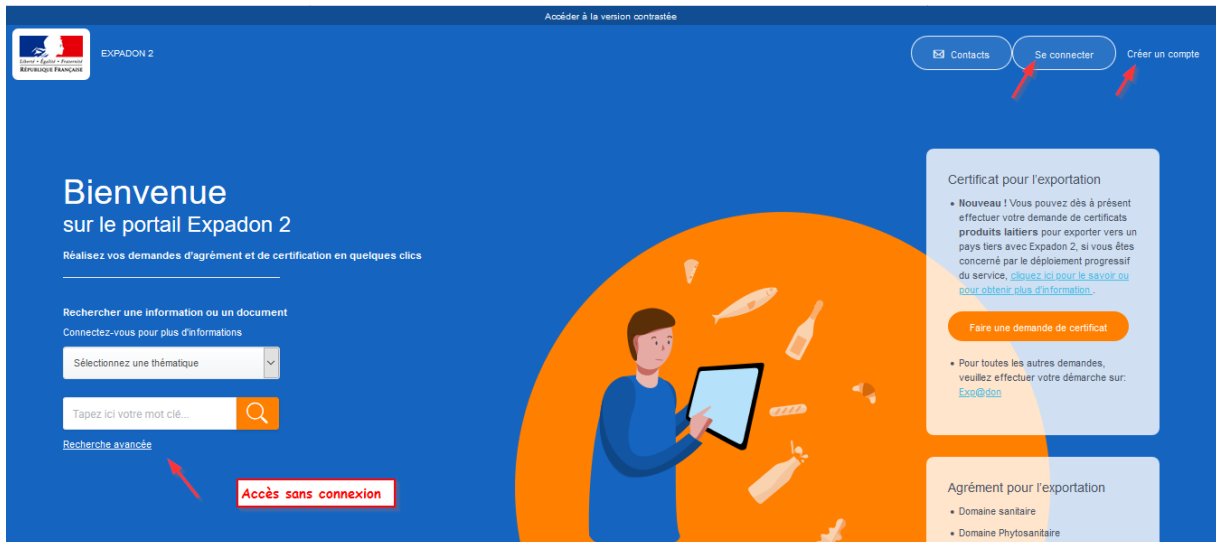 Accéder à la version contrastée
Liberté • Égalité • Fraternité
RÉPUBLIQUE FRANÇAISE
EXPADON 2
Contacts
Se connecter
Créer un compte
Bienvenue
sur le portail Expadon 2
Réalisez vos demandes d'agrément et de certification en quelques clics
Rechercher une information ou un document
Connectez-vous pour plus d'informations
Sélectionnez une thématique
Tapez ici votre mot clé...
Recherche avancée
Accès sans connexion
Certificat pour l'exportation
• Nouveau ! Vous pouvez dès à présent
effectuer votre demande de certificats
produits laitiers pour exporter vers un
pays tiers avec Expadon 2, si vous êtes
concerné par le déploiement progressif
du service, cliquez ici pour le savoir ou
pour obtenir plus d'information .
Faire une demande de certificat
• Pour toutes les autres demandes,
veuillez effectuer votre démarche sur:
Exp@don
Agrément pour l'exportation
• Domaine sanitaire
• Domaine Phytosanitaire